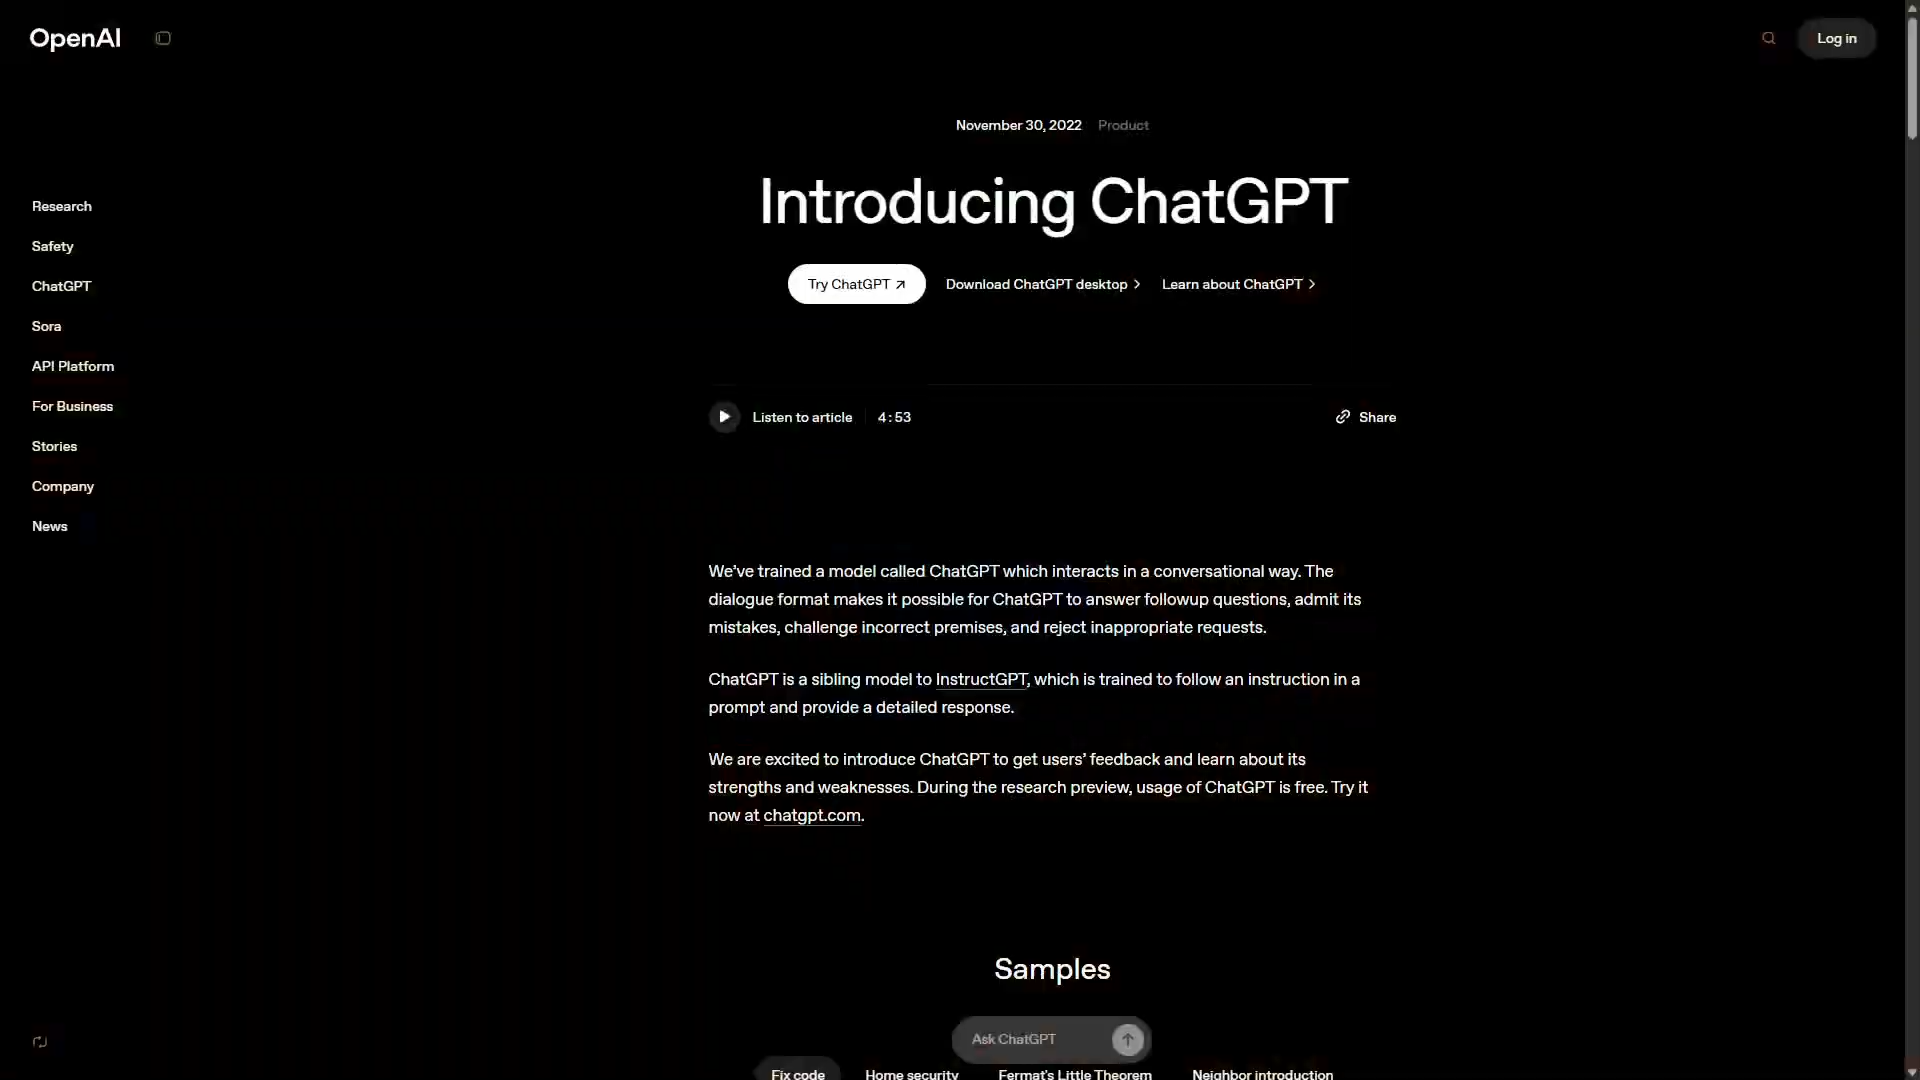 OpenAI
Log in
Research
Safety
ChatGPT
Sora
API Platform
For Business
Stories
Company
News
November 30, 2022 Product
Introducing ChatGPT
Try ChatGPT Download ChatGPT desktop Learn about ChatGPT
Listen to article 4:53 Share
We’ve trained a model called ChatGPT which interacts in a conversational way. The
dialogue format makes it possible for ChatGPT to answer followup questions, admit its
mistakes, challenge incorrect premises, and reject inappropriate requests.
ChatGPT is a sibling model to InstructGPT, which is trained to follow an instruction in a
prompt and provide a detailed response.
We are excited to introduce ChatGPT to get users’ feedback and learn about its
strengths and weaknesses. During the research preview, usage of ChatGPT is free. Try it
now at chatgpt.com.
Samples
Ask ChatGPT
Fix code Home security Fermat's Little Theorem Neighbor introduction